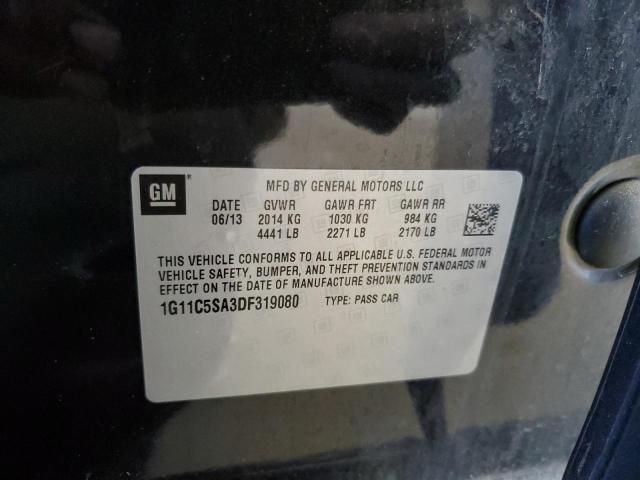 GM
MFD BY GENERAL MOTORS LLC
DATE GVWR GAWR FRT GAWR RR
06/13 2014 KG 1030 KG 984 KG
4441 LB 2271 LB 2170 LB
THIS VEHICLE CONFORMS TO ALL APPLICABLE U.S. FEDERAL MOTOR
VEHICLE SAFETY, BUMPER, AND THEFT PREVENTION STANDARDS IN
EFFECT ON THE DATE OF MANUFACTURE SHOWN ABOVE.
1G11C5SA3DF319080 TYPE: PASS CAR